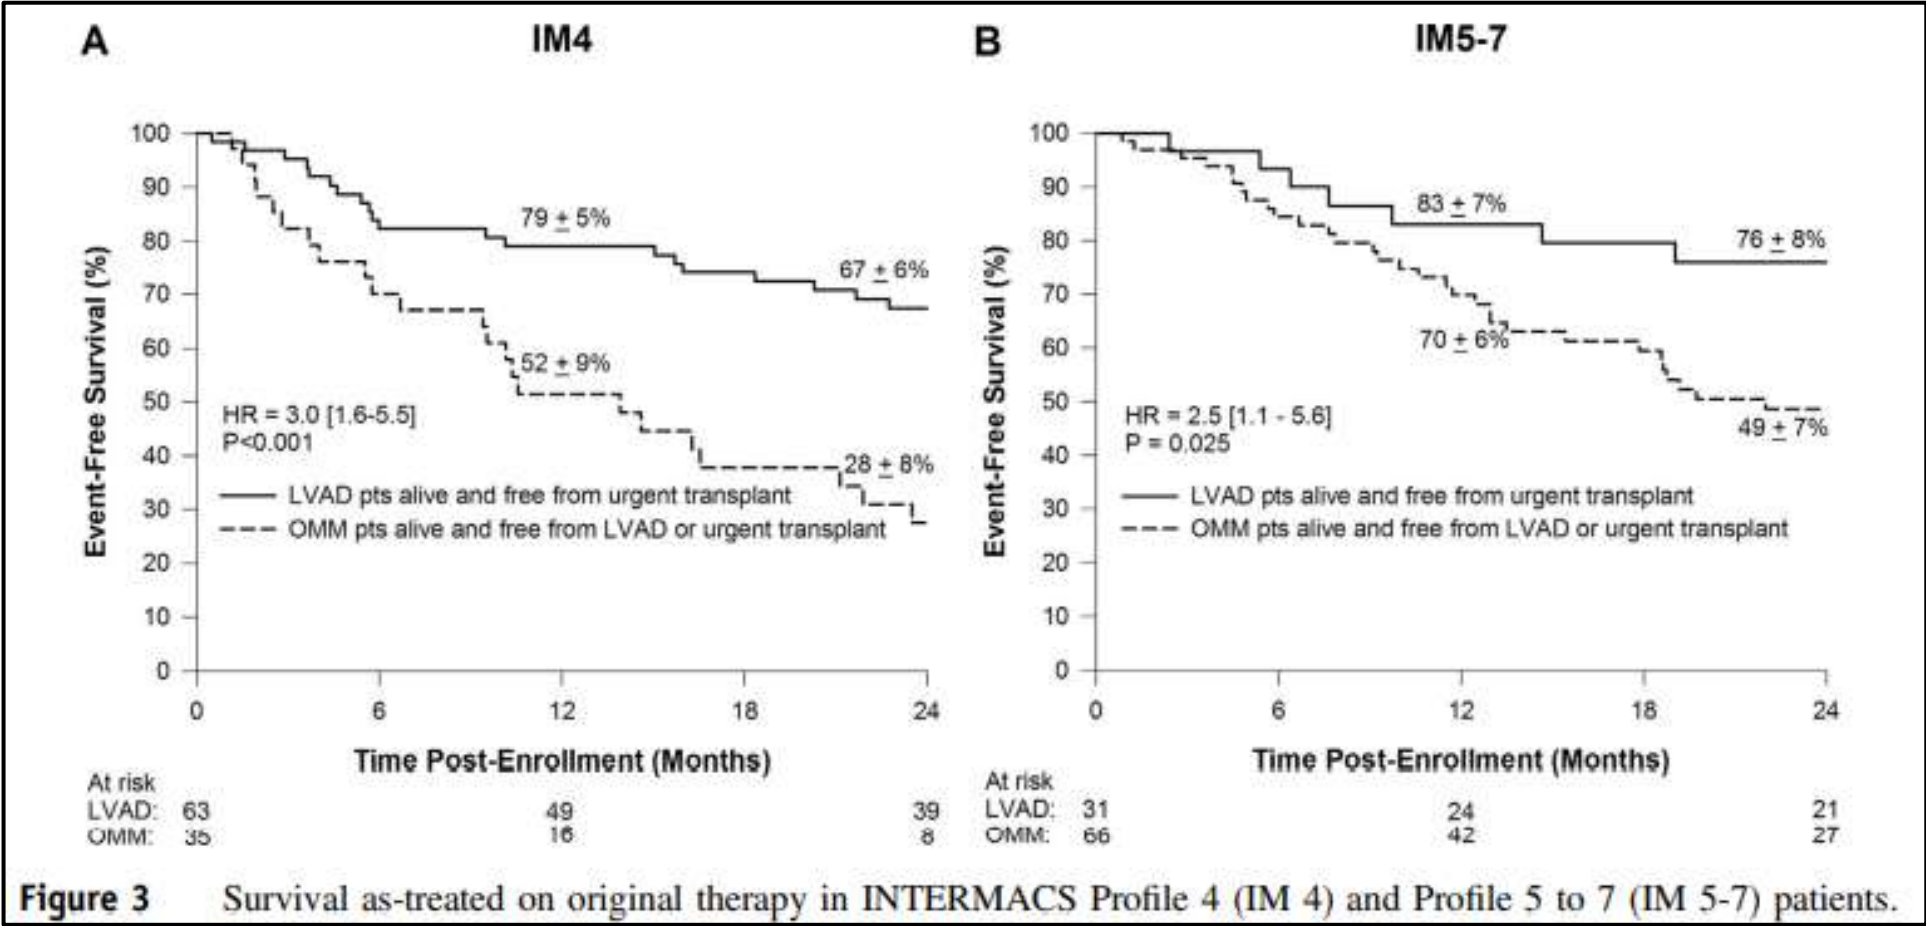 A
IM4
100
90
80
70
60
50
40
30
20
10
0
Event-Free Survival (%)
79 ± 5%
67 ± 6%
52 ± 9%
28 ± 8%
HR = 3.0 [1.6-5.5]
P<0.001
LVAD pts alive and free from urgent transplant
OMM pts alive and free from LVAD or urgent transplant
0 6 12 18 24
Time Post-Enrollment (Months)
At risk
LVAD: 63 49 39
OMM: 35 16 8
B
IM5-7
100
90
80
70
60
50
40
30
20
10
0
Event-Free Survival (%)
83 ± 7%
76 ± 8%
70 ± 6%
49 ± 7%
HR = 2.5 [1.1 - 5.6]
P = 0.025
LVAD pts alive and free from urgent transplant
OMM pts alive and free from LVAD or urgent transplant
0 6 12 18 24
Time Post-Enrollment (Months)
At risk
LVAD: 31 24 21
OMM: 66 42 27
Figure 3 Survival as-treated on original therapy in INTERMACS Profile 4 (IM 4) and Profile 5 to 7 (IM 5-7) patients.